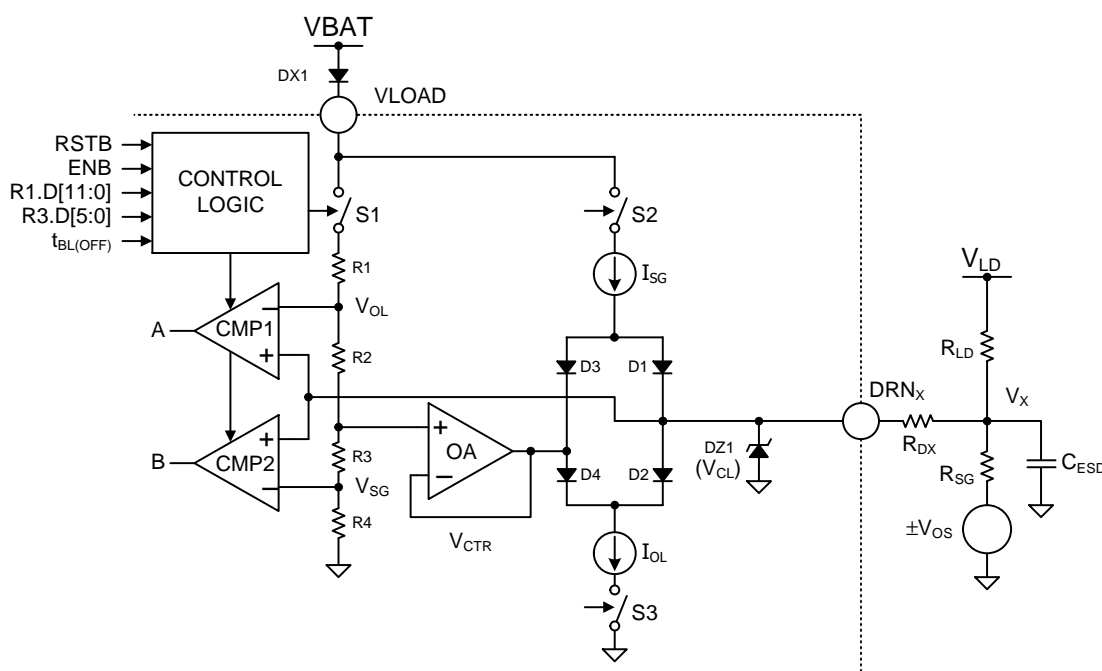 VBAT
DX1
VLOAD
RSTB
ENB
R1.D[11:0]
R3.D[5:0]
tBL(OFF)
CONTROL
LOGIC
S1
S2
R1
ISG
VLD
VOL
A
CMP1
−
+
R2
D3
D1
RLD
DRNX
VX
RDX
B
CMP2
+
−
R3
+
OA
−
D4
D2
DZ1
(VCL)
RSG
CESD
VSG
R4
VCTR
IOL
±VOS
S3